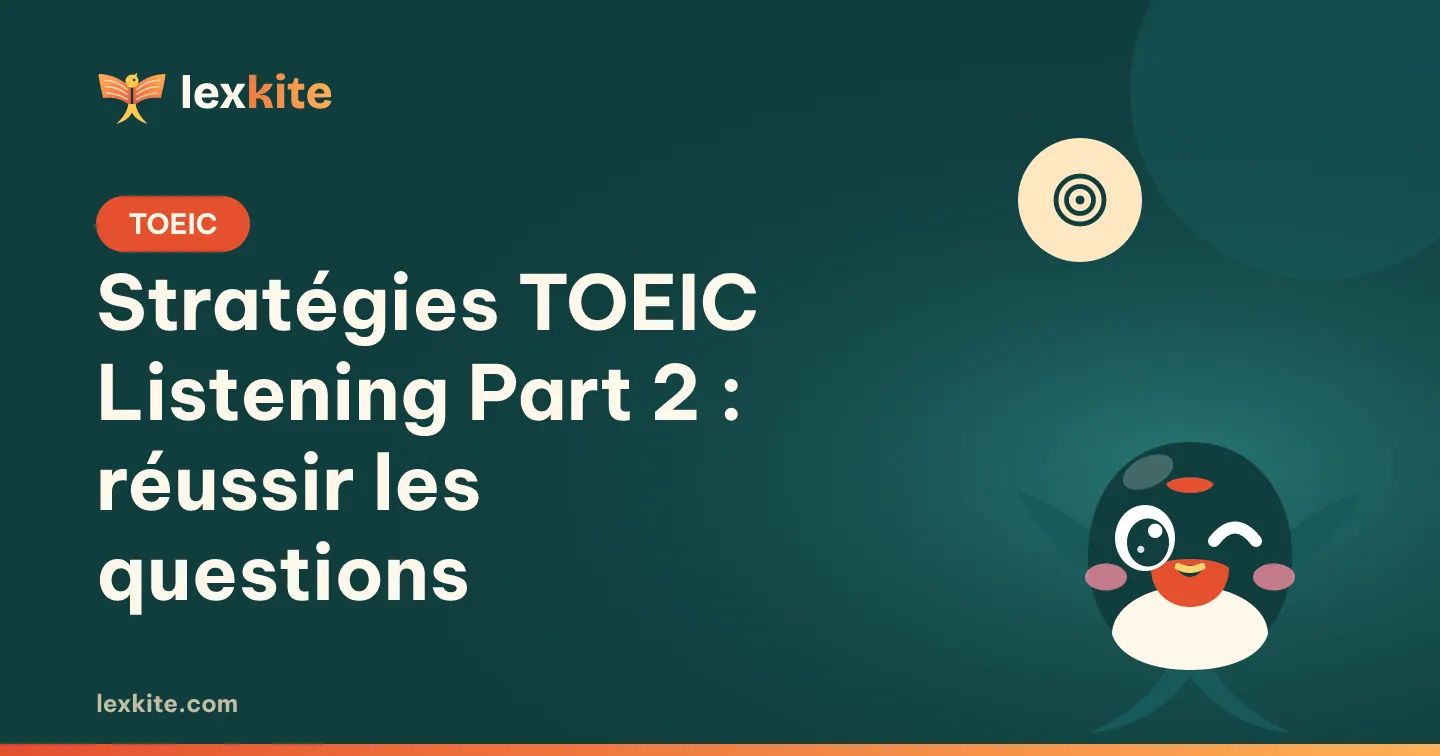 lexkite
TOEIC
Stratégies TOEIC
Listening Part 2 :
réussir les
questions
lexkite.com